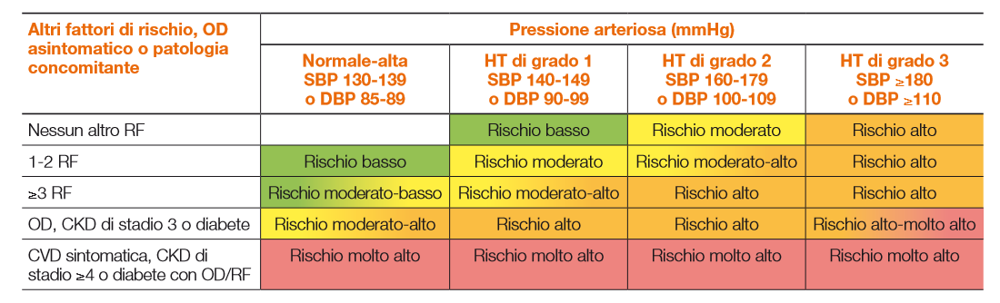 Altri fattori di rischio, OD
asintomatico o patologia
concomitante
Pressione arteriosa (mmHg)
Normale-alta
SBP 130-139
o DBP 85-89
HT di grado 1
SBP 140-149
o DBP 90-99
HT di grado 2
SBP 160-179
o DBP 100-109
HT di grado 3
SBP ≥180
o DBP ≥110
Nessun altro RF
Rischio basso
Rischio moderato
Rischio alto
1-2 RF
Rischio basso
Rischio moderato
Rischio moderato-alto
Rischio alto
≥3 RF
Rischio moderato-basso
Rischio moderato-alto
Rischio alto
Rischio alto
OD, CKD di stadio 3 o diabete
Rischio moderato-alto
Rischio alto
Rischio alto
Rischio alto-molto alto
CVD sintomatica, CKD di
stadio ≥4 o diabete con OD/RF
Rischio molto alto
Rischio molto alto
Rischio molto alto
Rischio molto alto